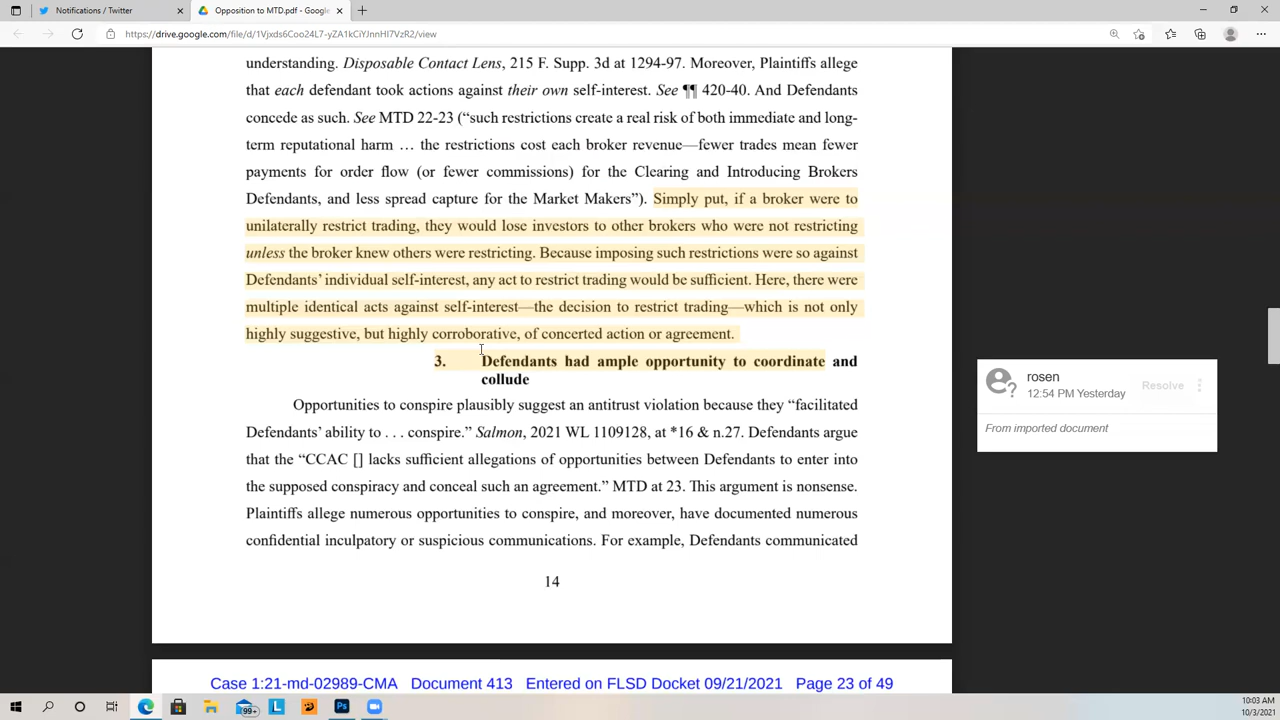 Notifications / Twitter
Opposition to MTD.pdf - Google
https://drive.google.com/file/d/1Vjxds6Coo24L7-yZA1kCiYJnnHI7VzR2/view
understanding. Disposable Contact Lens, 215 F. Supp. 3d at 1294-97. Moreover, Plaintiffs allege
that each defendant took actions against their own self-interest. See ¶¶ 420-40. And Defendants
concede as such. See MTD 22-23 (“such restrictions create a real risk of both immediate and long-
term reputational harm … the restrictions cost each broker revenue—fewer trades mean fewer
payments for order flow (or fewer commissions) for the Clearing and Introducing Brokers
Defendants, and less spread capture for the Market Makers”). Simply put, if a broker were to
unilaterally restrict trading, they would lose investors to other brokers who were not restricting
unless the broker knew others were restricting. Because imposing such restrictions were so against
Defendants’ individual self-interest, any act to restrict trading would be sufficient. Here, there were
multiple identical acts against self-interest—the decision to restrict trading—which is not only
highly suggestive, but highly corroborative, of concerted action or agreement.
3. Defendants had ample opportunity to coordinate and
collude
rosen
12:54 PM Yesterday
Resolve
From imported document
Opportunities to conspire plausibly suggest an antitrust violation because they “facilitated
Defendants’ ability to . . . conspire.” Salmon, 2021 WL 1109128, at *16 & n.27. Defendants argue
that the “CCAC [] lacks sufficient allegations of opportunities between Defendants to enter into
the supposed conspiracy and conceal such an agreement.” MTD at 23. This argument is nonsense.
Plaintiffs allege numerous opportunities to conspire, and moreover, have documented numerous
confidential inculpatory or suspicious communications. For example, Defendants communicated
14
Case 1:21-md-02989-CMA Document 413 Entered on FLSD Docket 09/21/2021 Page 23 of 49
99+
L
Ps
10:03 AM
10/3/2021